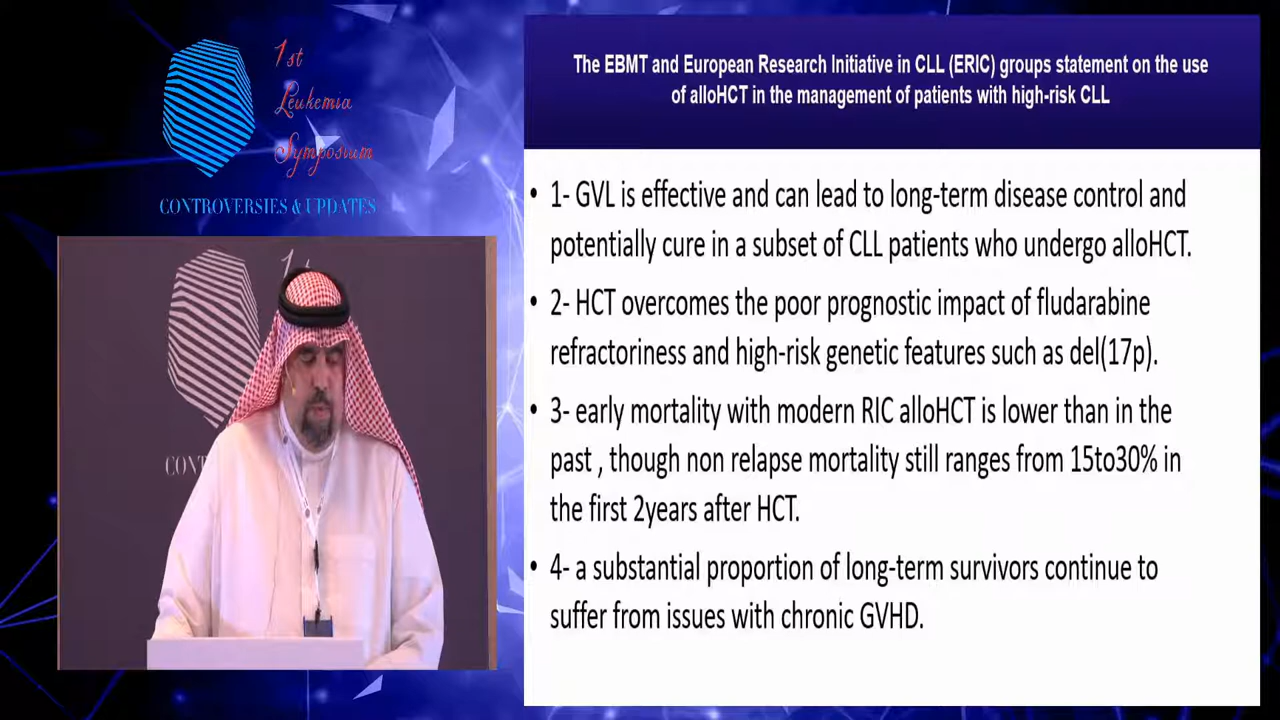 1st
Leukemia
Symposium
CONTROVERSIES & UPDATES
1st
CONT
The EBMT and European Research Initiative in CLL (ERIC) groups statement on the use
of alloHCT in the management of patients with high-risk CLL
• 1- GVL is effective and can lead to long-term disease control and
potentially cure in a subset of CLL patients who undergo alloHCT.
• 2- HCT overcomes the poor prognostic impact of fludarabine
refractoriness and high-risk genetic features such as del(17p).
• 3- early mortality with modern RIC alloHCT is lower than in the
past , though non relapse mortality still ranges from 15to30% in
the first 2years after HCT.
• 4- a substantial proportion of long-term survivors continue to
suffer from issues with chronic GVHD.